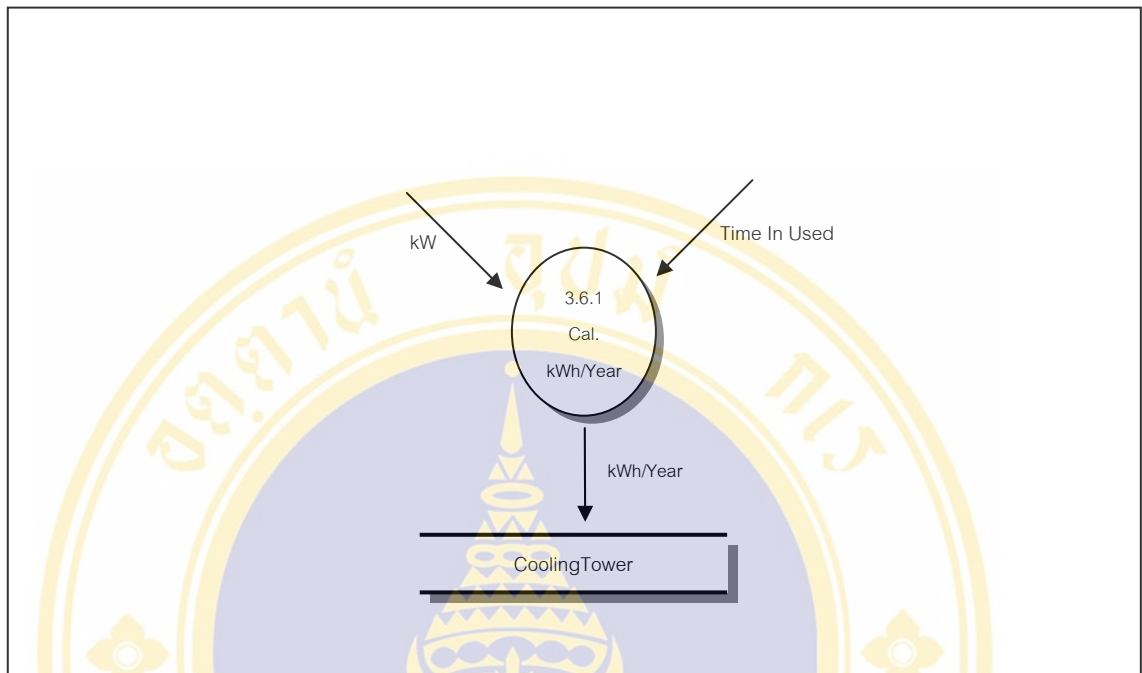 kW
Time In Used
3.6.1
Cal.
kWh/Year
kWh/Year
CoolingTower